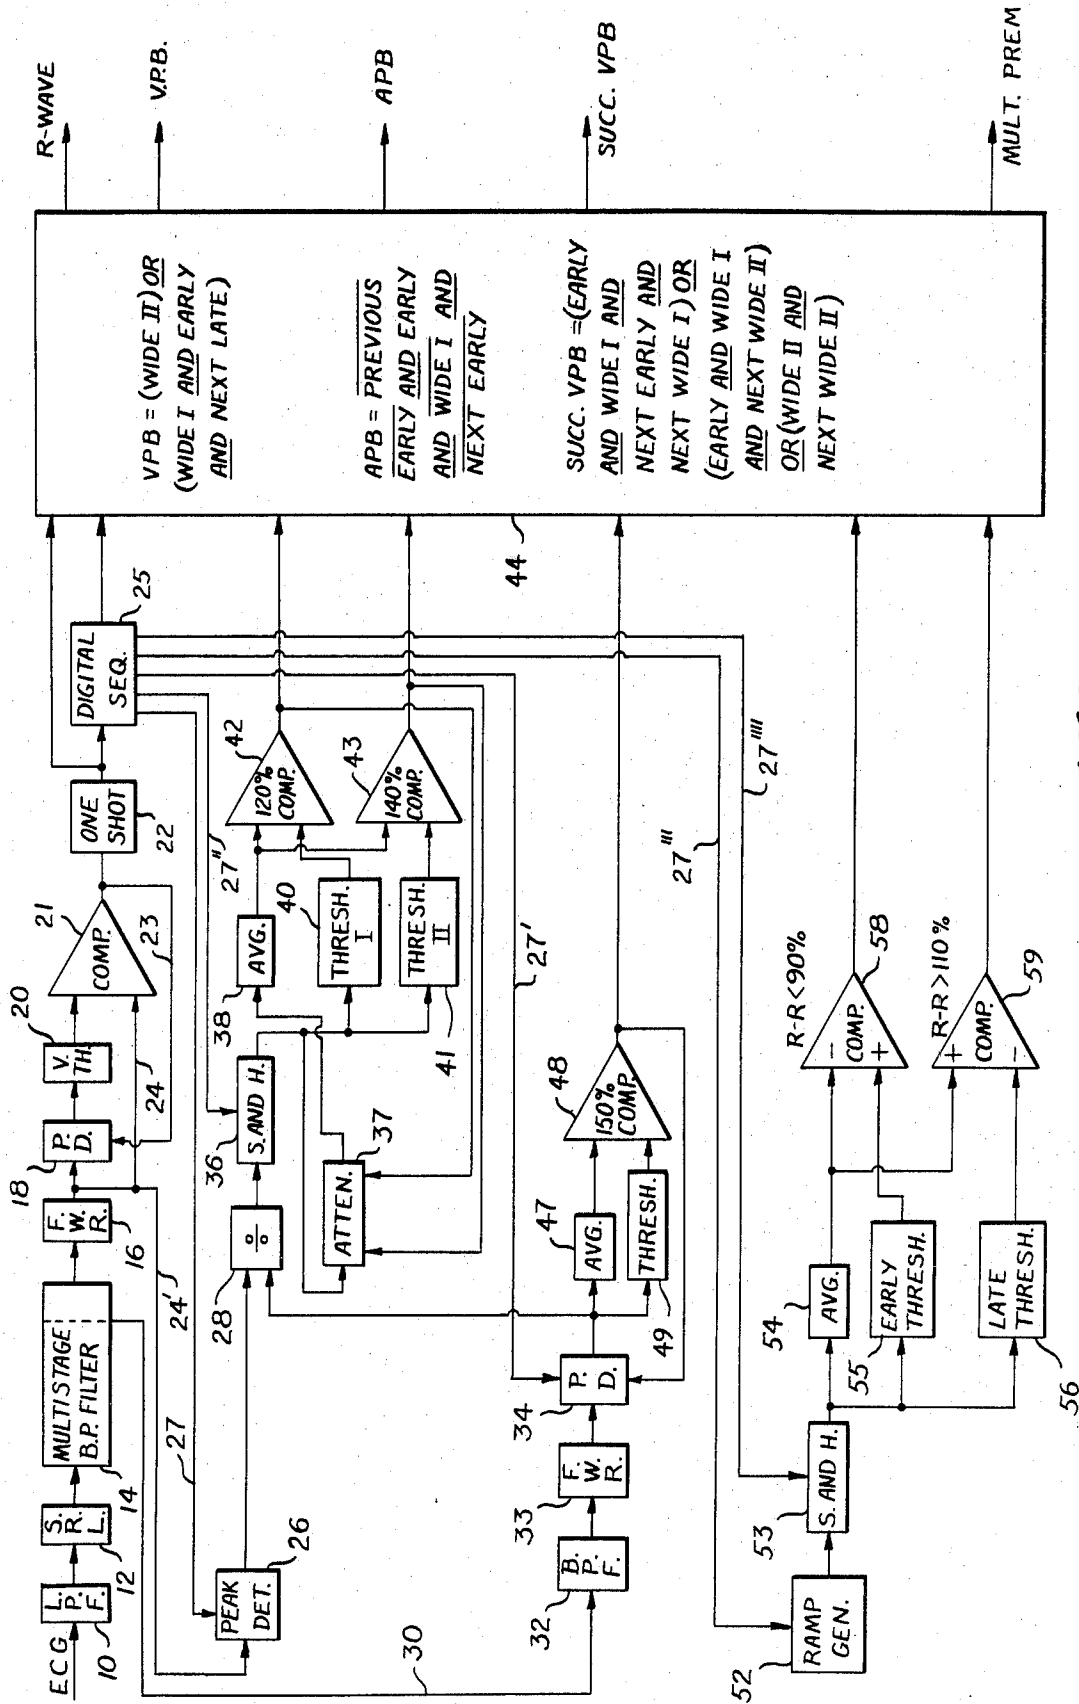 ECG
L.
P.
F.
10
S.
R.
L.
12
MULTISTAGE
B.P. FILTER
14
F.
W.
R.
16
P.
D.
18
V.
TH.
20
COMP.
21
ONE
SHOT
22
23
24
24'
DIGITAL
SEQ.
25
PEAK
DET.
26
27
27'
27''
27'''
27''''
÷
28
30
B.
P.
F.
32
F.
W.
R.
33
P.
D.
34
S. AND H.
36
ATTEN.
37
AVG.
38
THRESH.
I
40
THRESH.
II
41
120%
COMP.
42
140%
COMP.
43
44
AVG.
47
150%
COMP.
48
THRESH.
49
RAMP
GEN.
52
S. AND H.
53
AVG.
54
EARLY
THRESH.
55
LATE
THRESH.
56
R-R<90%
−
COMP.
+
58
R-R>110%
+
COMP.
−
59
VPB = (WIDE II) OR
(WIDE I AND EARLY
AND NEXT LATE)
APB = PREVIOUS
EARLY AND EARLY
AND WIDE I AND
NEXT EARLY
SUCC. VPB = (EARLY
AND WIDE I AND
NEXT EARLY AND
NEXT WIDE I) OR
(EARLY AND WIDE I
AND NEXT WIDE II)
OR (WIDE II AND
NEXT WIDE II)
R-WAVE
V.P.B.
APB
SUCC. VPB
MULT. PREM